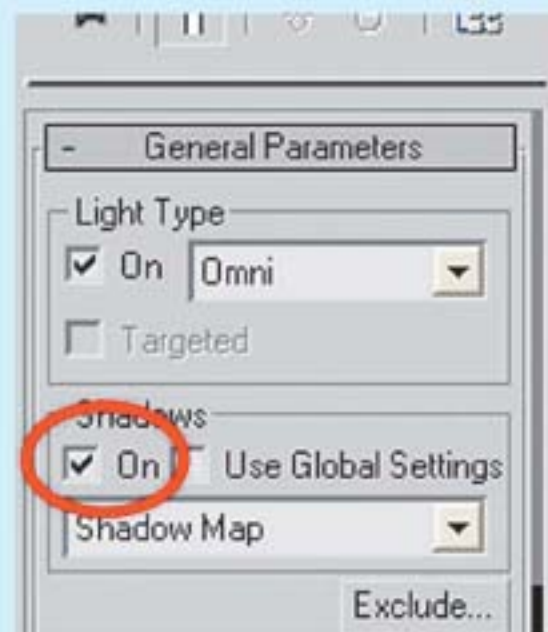 - General Parameters
Light Type
On Omni
Targeted
Shadows
On Use Global Settings
Shadow Map
Exclude...